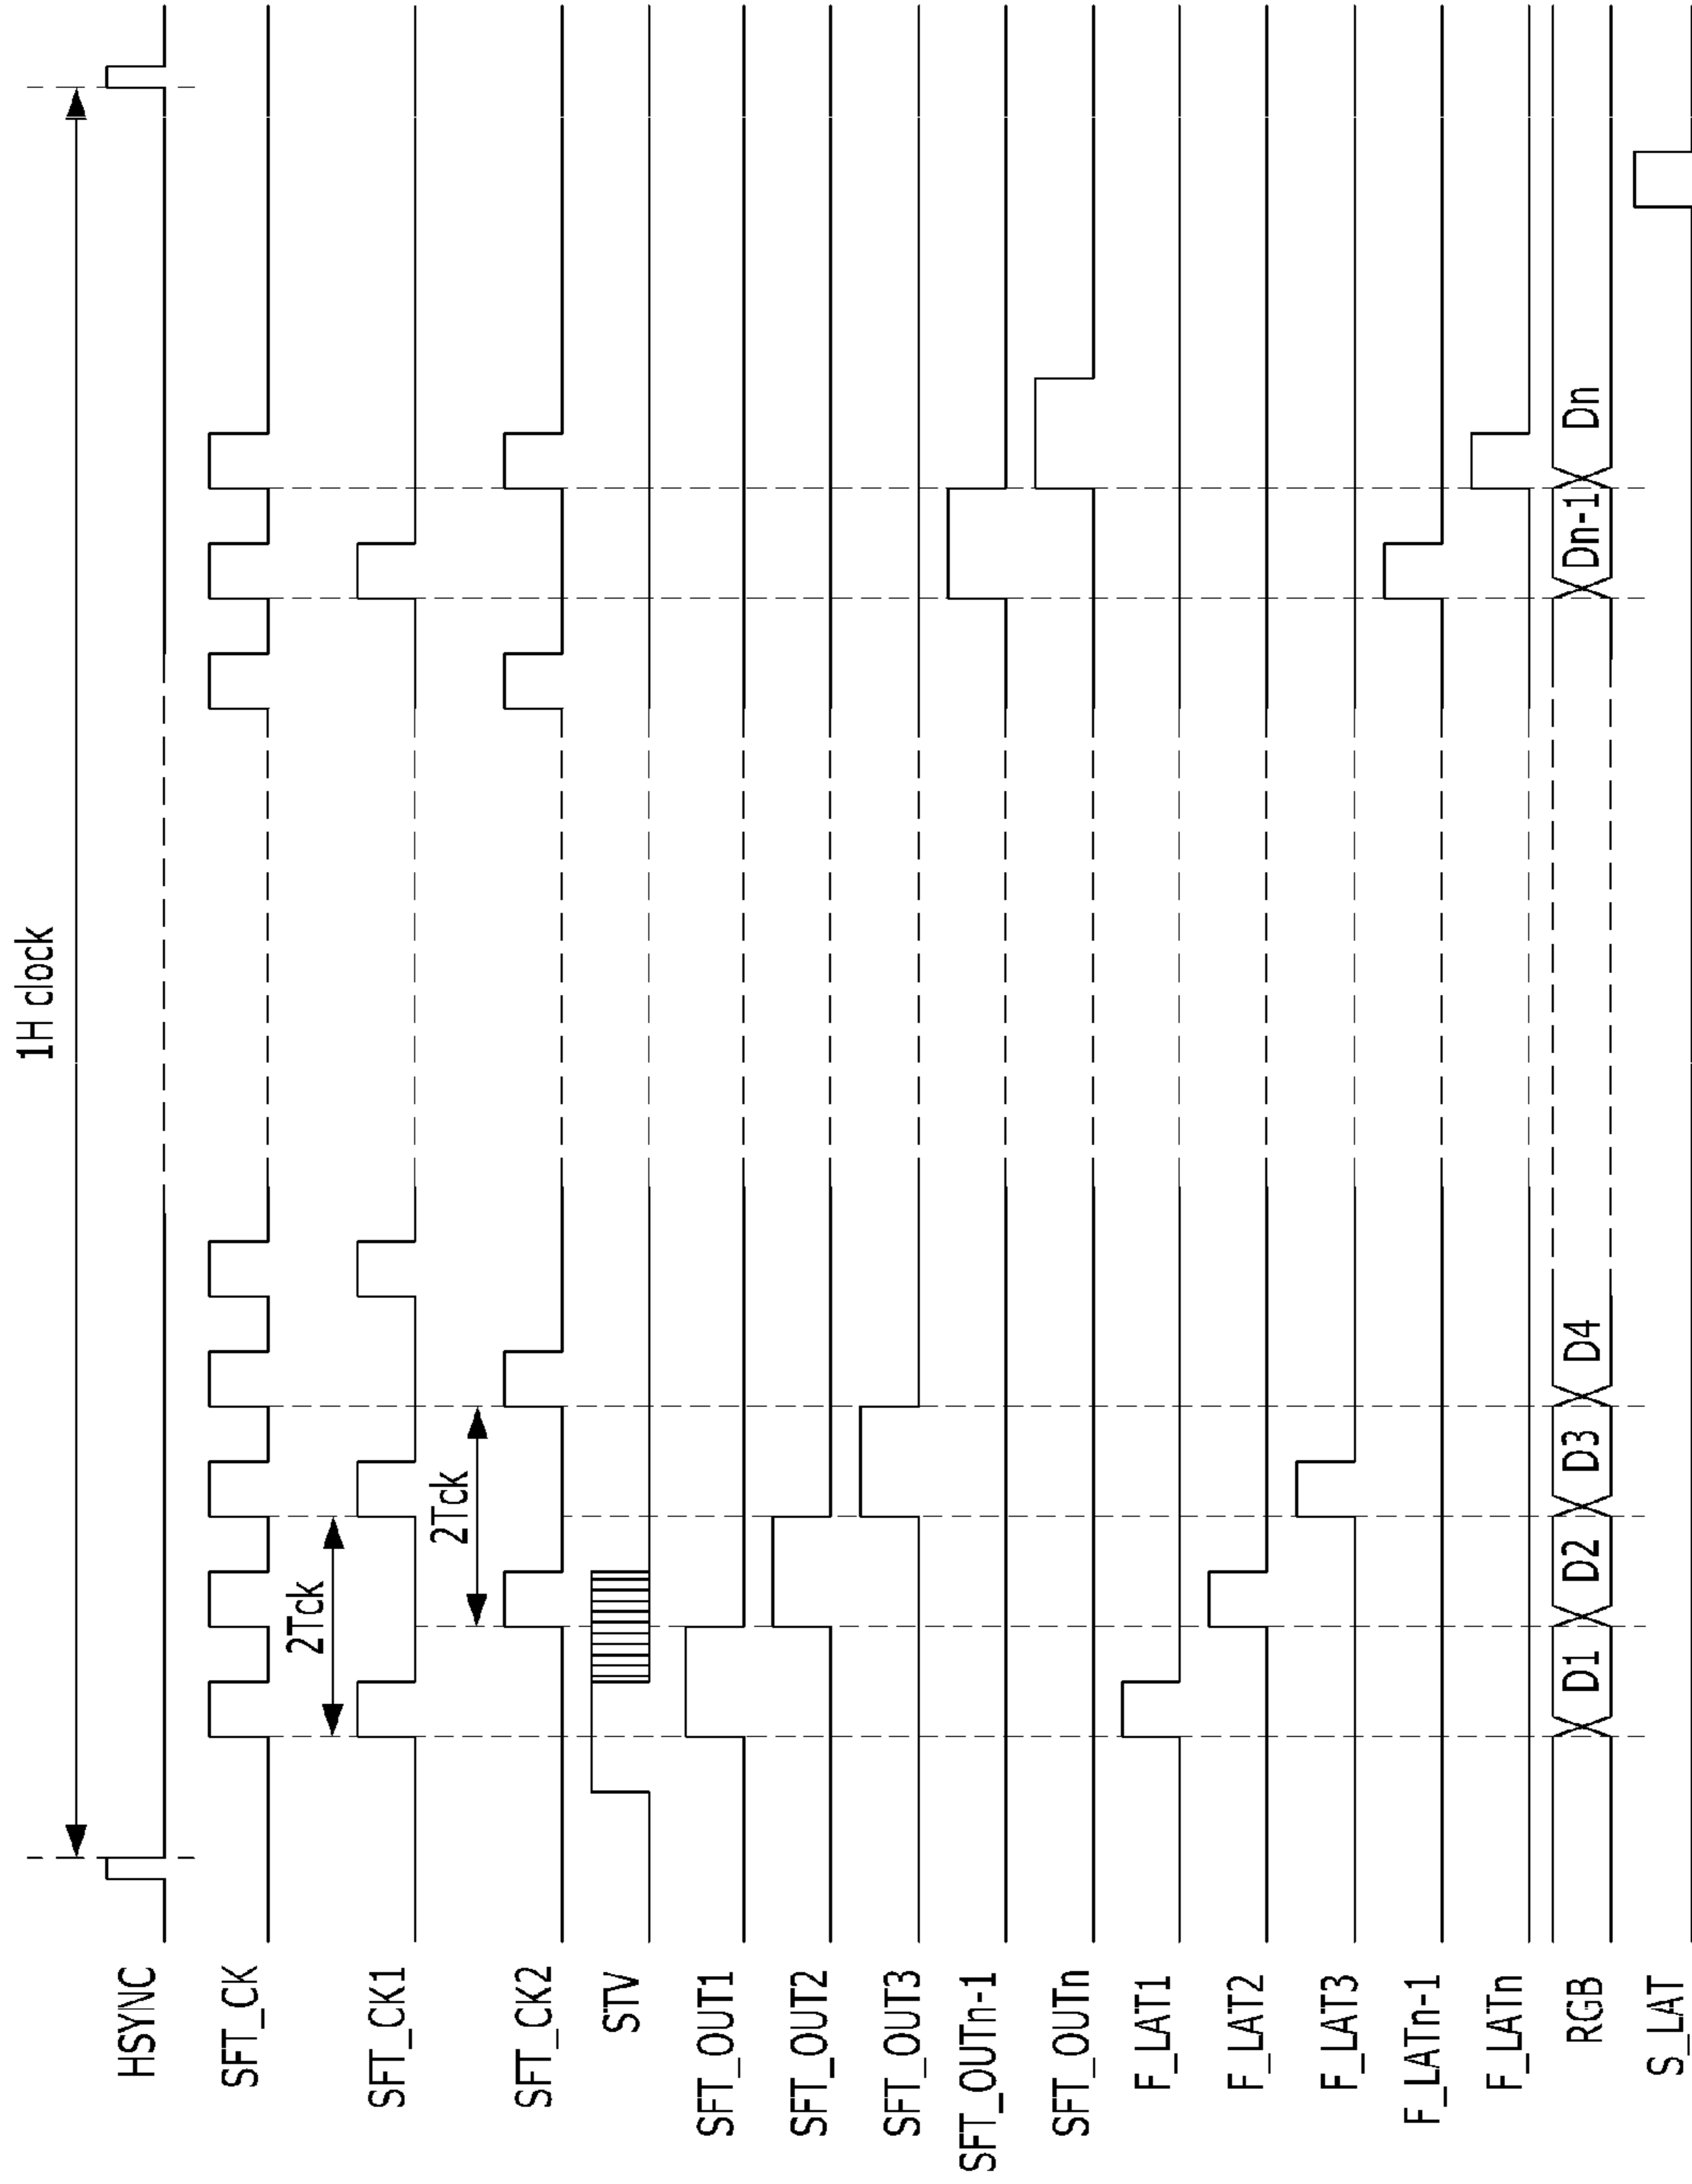 1H clock
HSYNC
SFT_CK
2Tck
SFT_CK1
2Tck
SFT_CK2
STV
SFT_OUT1
SFT_OUT2
SFT_OUT3
SFT_OUTn-1
SFT_OUTn
F_LAT1
F_LAT2
F_LAT3
F_LATn-1
F_LATn
RGB D1 D2 D3 D4 Dn-1 Dn
S_LAT